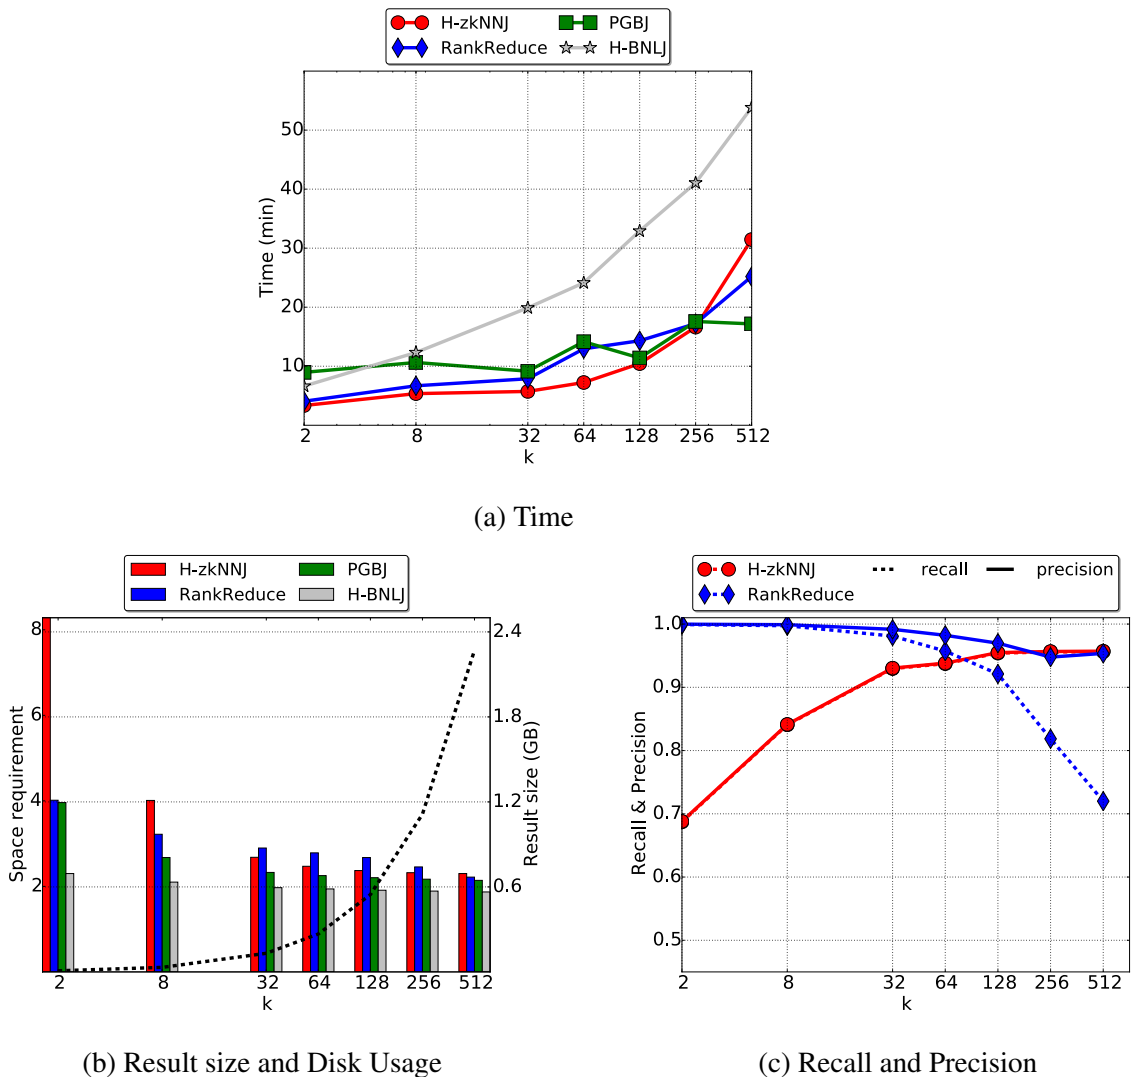 H-zkNNJ PGBJ
RankReduce H-BNLJ
50
40
30
20
10
Time (min)
2 8 32 64 128 256 512
k
(a) Time
H-zkNNJ PGBJ
RankReduce H-BNLJ
8
6
4
2
Space requirement
2.4
1.8
1.2
0.6
Result size (GB)
2 8 32 64 128 256 512
k
(b) Result size and Disk Usage
H-zkNNJ recall precision
RankReduce
1.0
0.9
0.8
0.7
0.6
0.5
Recall & Precision
2 8 32 64 128 256 512
k
(c) Recall and Precision